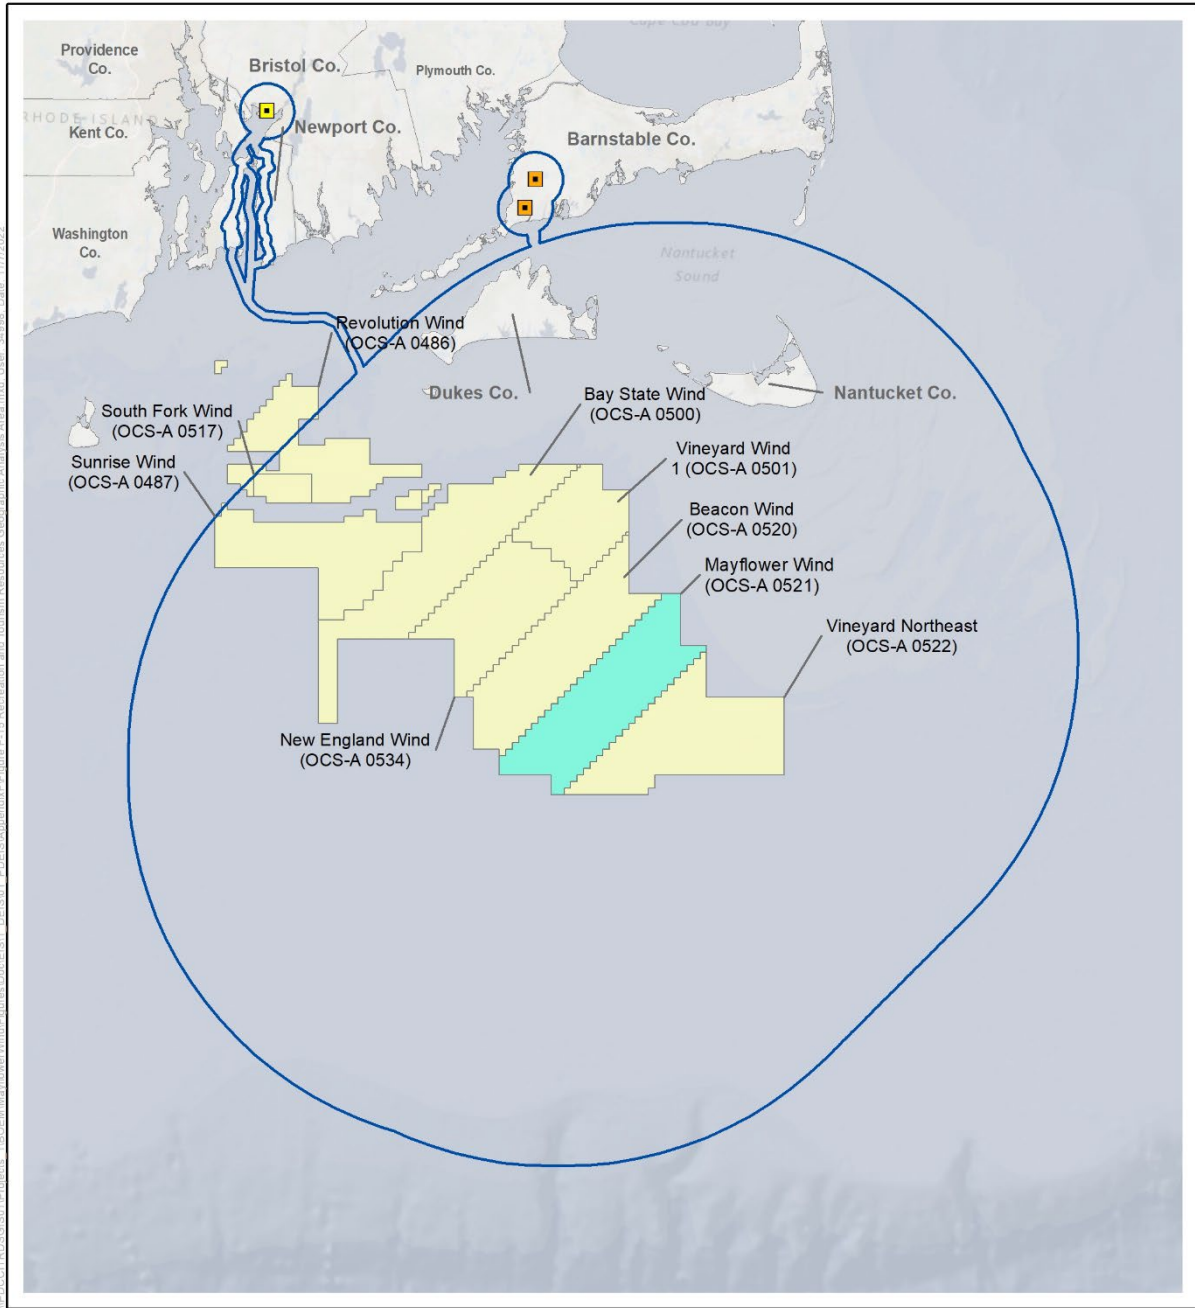 Cape Cod Bay
Providence
Co.
Bristol Co.
Plymouth Co.
RHODE ISLAND
Kent Co.
Newport Co.
Barnstable Co.
Washington
Co.
Nantucket
Sound
Revolution Wind
(OCS-A 0486)
Dukes Co.
Nantucket Co.
South Fork Wind
(OCS-A 0517)
Bay State Wind
(OCS-A 0500)
Sunrise Wind
(OCS-A 0487)
Vineyard Wind
1 (OCS-A 0501)
Beacon Wind
(OCS-A 0520)
Mayflower Wind
(OCS-A 0521)
Vineyard Northeast
(OCS-A 0522)
New England Wind
(OCS-A 0534)